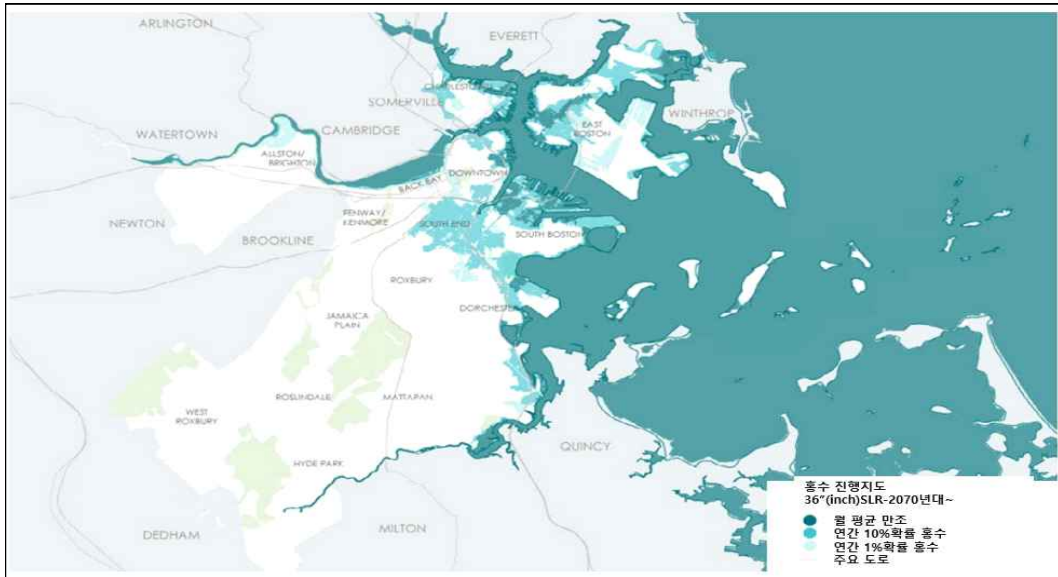 ARLINGTON
EVERETT
CHARLESTOWN
SOMERVILLE
WINTHROP
WATERTOWN
CAMBRIDGE
EAST
BOSTON
ALLSTON/
BRIGHTON
BACK BAY
DOWNTOWN
NEWTON
FENWAY/
KENMORE
SOUTH END
SOUTH BOSTON
BROOKLINE
ROXBURY
DORCHESTER
JAMAICA
PLAIN
ROSLINDALE
MATTAPAN
WEST
ROXBURY
QUINCY
HYDE PARK
DEDHAM
MILTON
홍수 진행지도
36"(inch)SLR-2070년대~
월 평균 만조
연간 10%확률 홍수
연간 1%확률 홍수
주요 도로